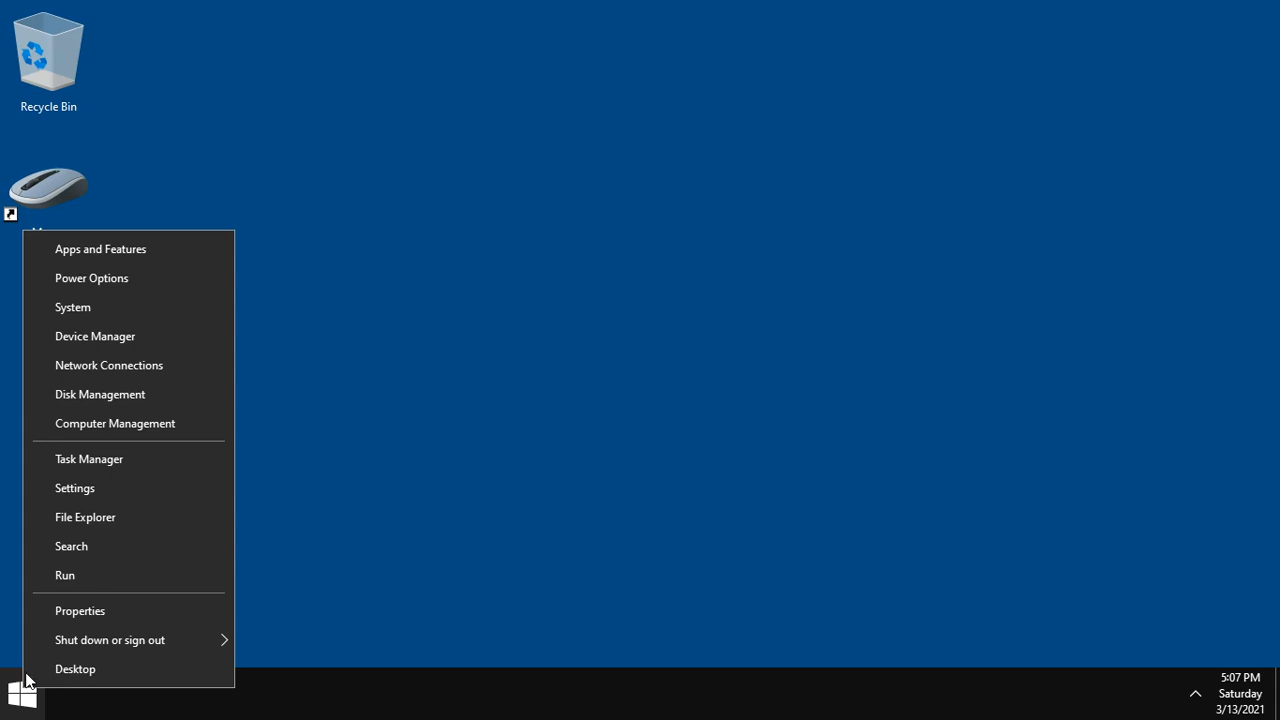 Recycle Bin
Apps and Features
Power Options
System
Device Manager
Network Connections
Disk Management
Computer Management
Task Manager
Settings
File Explorer
Search
Run
Properties
Shut down or sign out
Desktop
5:07 PM
Saturday
3/13/2021